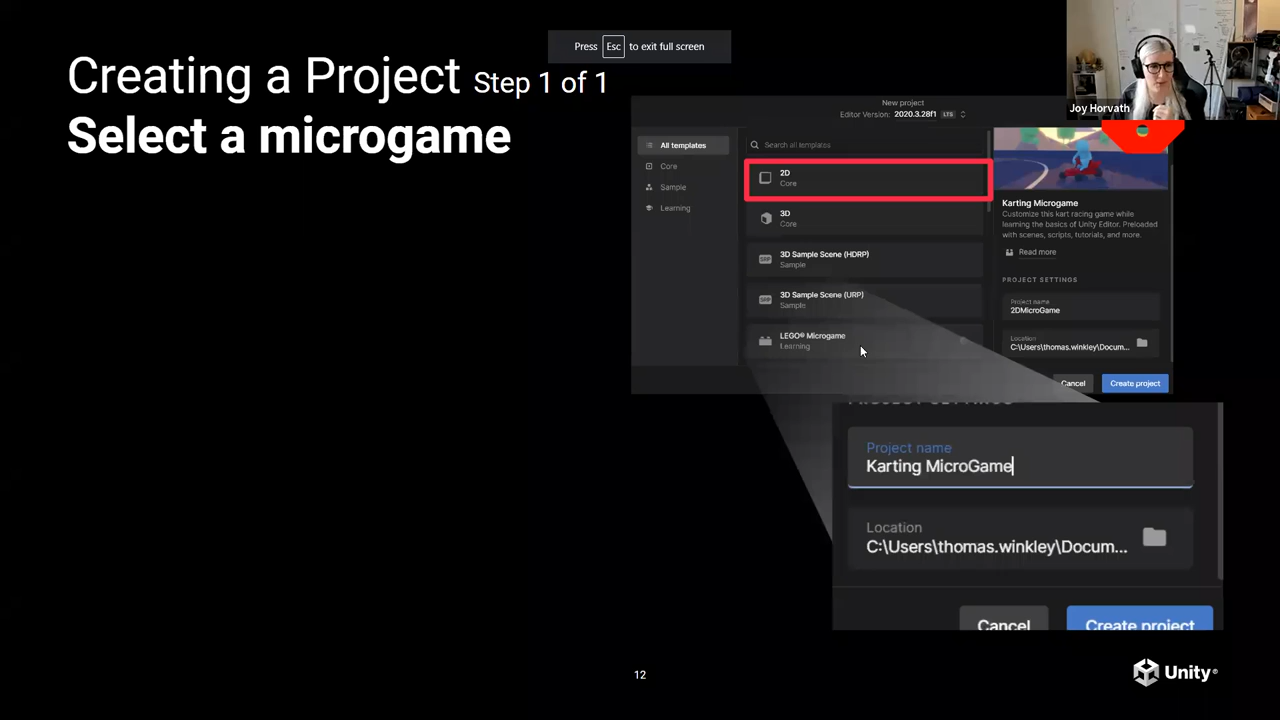 Creating a Project Step 1 of 1
Select a microgame
Press Esc to exit full screen
Joy Horvath
New project
Editor Version: 2020.3.28f1 LTS
All templates
Core
Sample
Learning
Search all templates
2D
Core
3D
Core
3D Sample Scene (HDRP)
Sample
3D Sample Scene (URP)
Sample
LEGO® Microgame
Learning
Karting Microgame
Customize this kart racing game while
learning the basics of Unity Editor. Preloaded
with scenes, scripts, tutorials, and more.
Read more
PROJECT SETTINGS
Project name
2DMicroGame
Location
C:\Users\thomas.winkley\Docum...
Cancel
Create project
PROJECT SETTINGS
Project name
Karting MicroGame
Location
C:\Users\thomas.winkley\Docum...
Cancel
Create project
12
Unity®